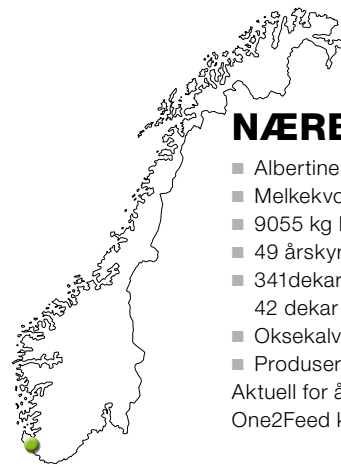 NÆRE
Albertine
Melkekvo
9055 kg
49 årskyr
341dekar
42 dekar
Oksekalv
Produser
Aktuell for å
One2Feed k